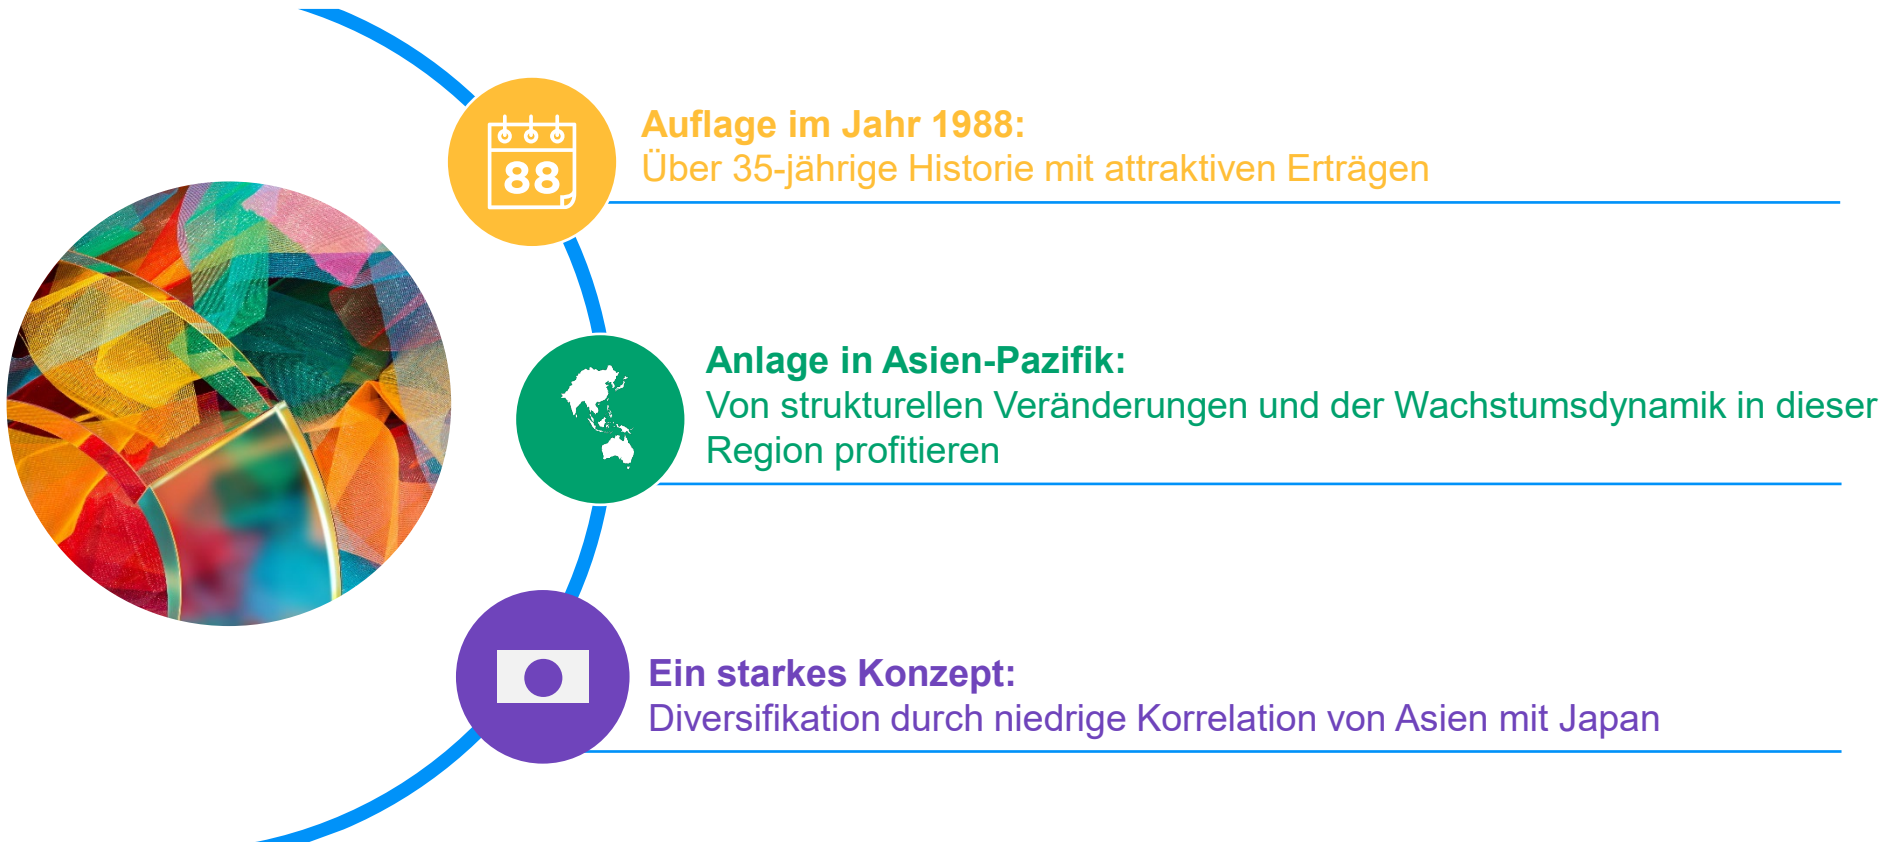 88
Auflage im Jahr 1988:
Über 35-jährige Historie mit attraktiven Erträgen
Anlage in Asien-Pazifik:
Von strukturellen Veränderungen und der Wachstumsdynamik in dieser
Region profitieren
Ein starkes Konzept:
Diversifikation durch niedrige Korrelation von Asien mit Japan